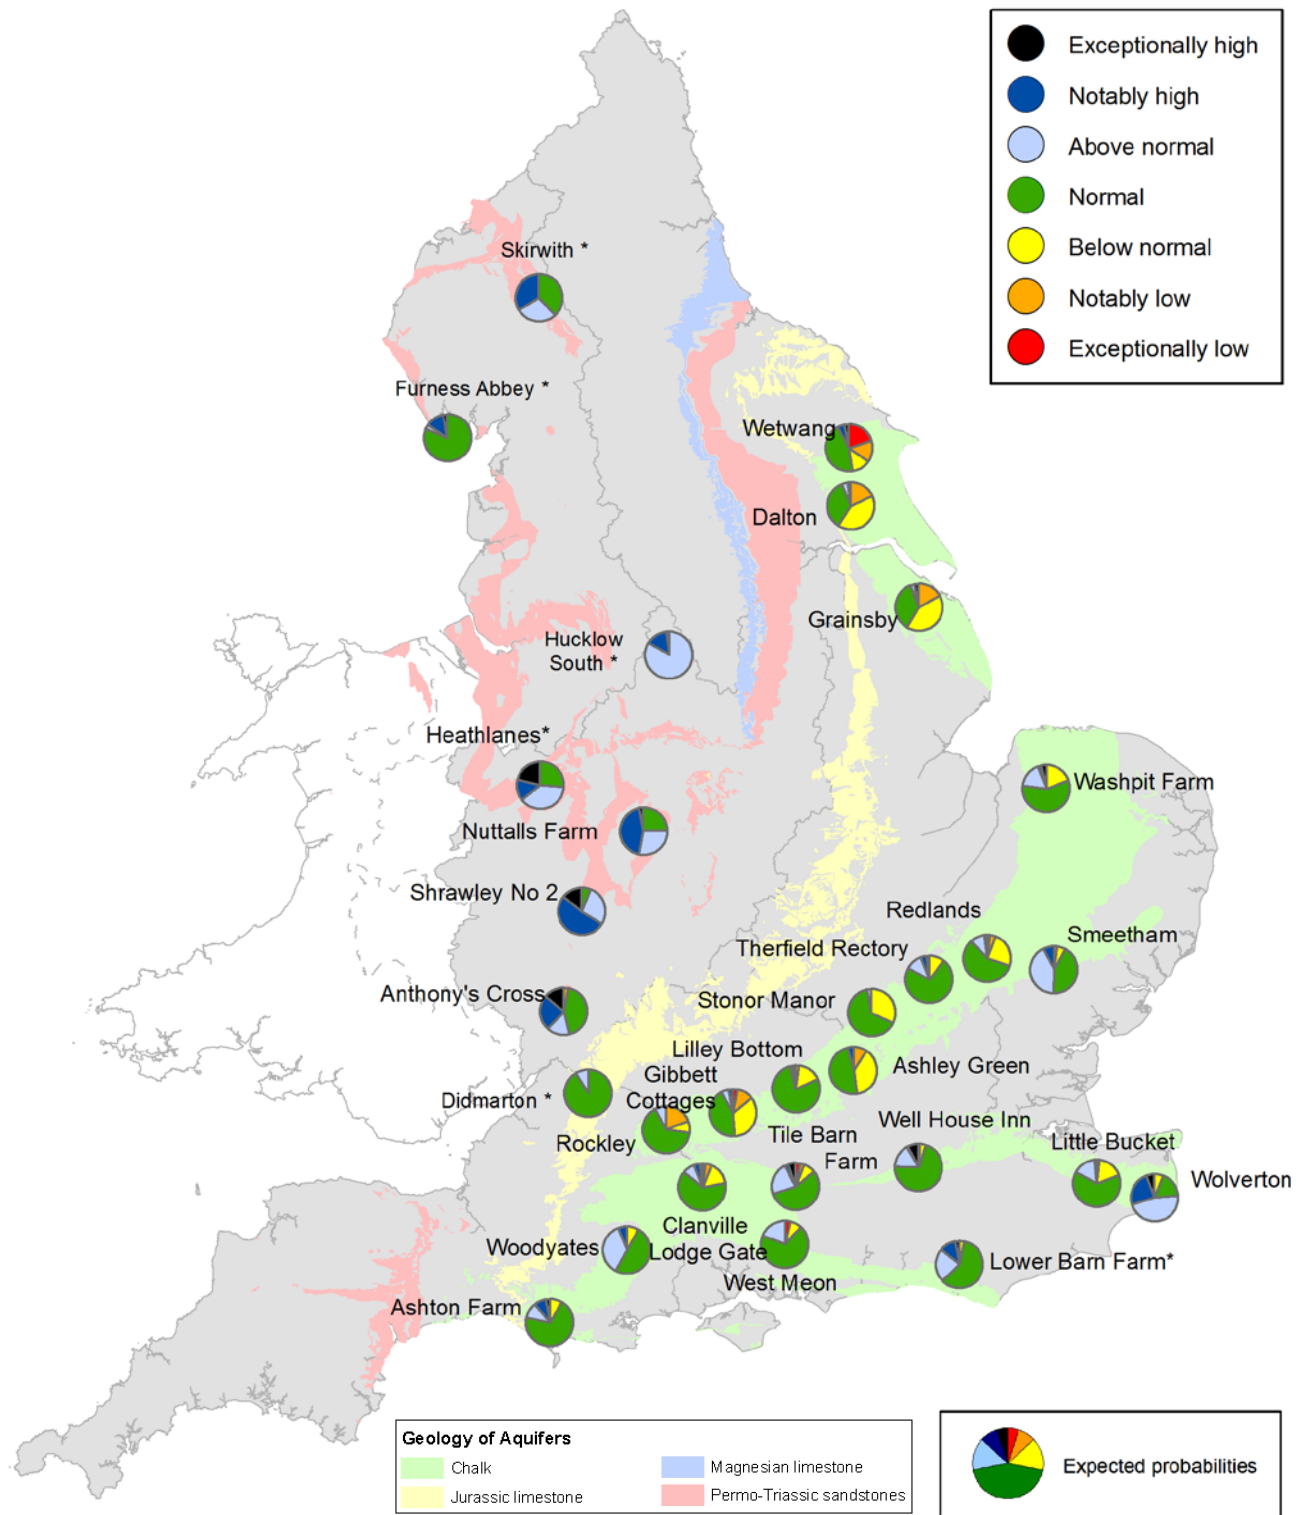 Exceptionally high
Notably high
Above normal
Normal
Below normal
Notably low
Exceptionally low
Skirwith *
Furness Abbey *
Wetwang
Dalton
Grainsby
Hucklow
South *
Heathlanes*
Washpit Farm
Nuttalls Farm
Shrawley No 2
Redlands
Smeetham
Therfield Rectory
Anthony's Cross
Stonor Manor
Lilley Bottom
Ashley Green
Gibbett
Cottages
Didmarton *
Well House Inn
Tile Barn
Farm
Rockley
Little Bucket
Wolverton
Clanville
Lodge Gate
Woodyates
West Meon
Lower Barn Farm*
Ashton Farm
Geology of Aquifers
Chalk
Magnesian limestone
Jurassic limestone
Permo-Triassic sandstones
Expected probabilities